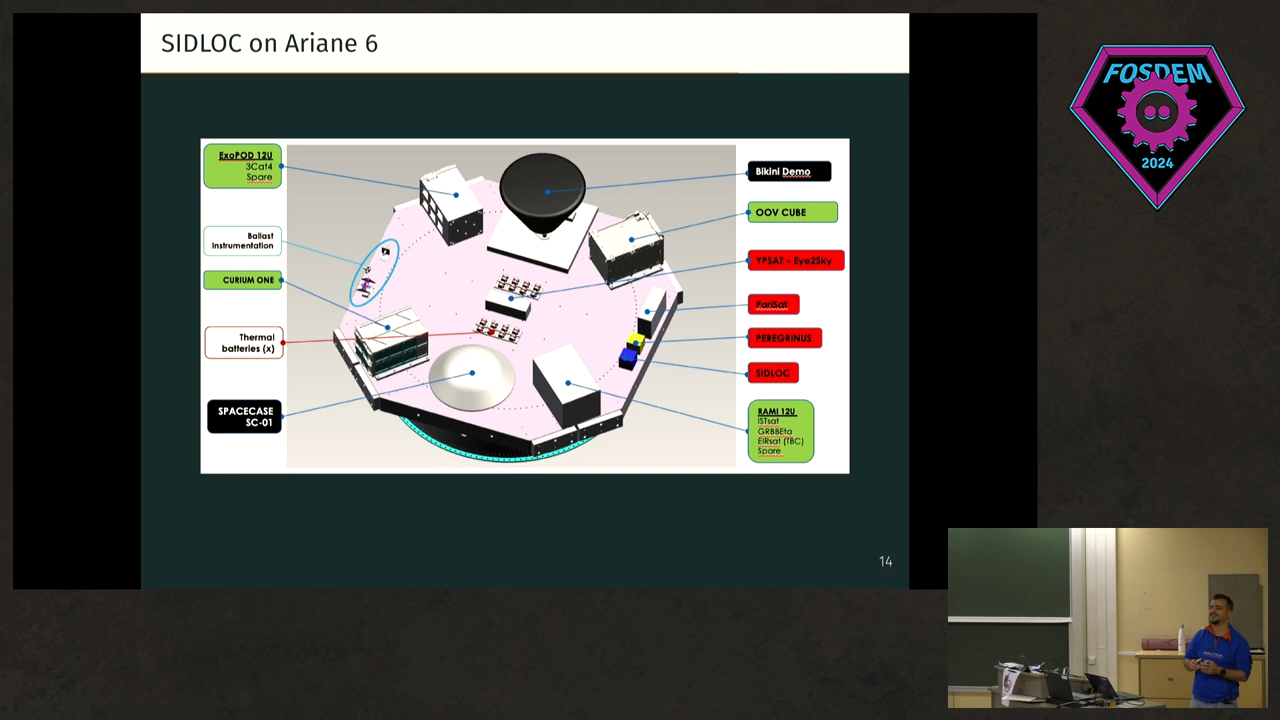 SIDLOC on Ariane 6
ExoPOD 12U
3Cat4
Spare
Ballast
Instrumentation
CURIUM ONE
Thermal
batteries (x)
SPACECASE
SC-01
Bikini Demo
OOV CUBE
YPSAT – Eye2Sky
PariSat
PEREGRINUS
SIDLOC
RAMI 12U
ISTsat
GRBBEta
EIRsat (TBC)
Spare
14
FOSDEM
2024